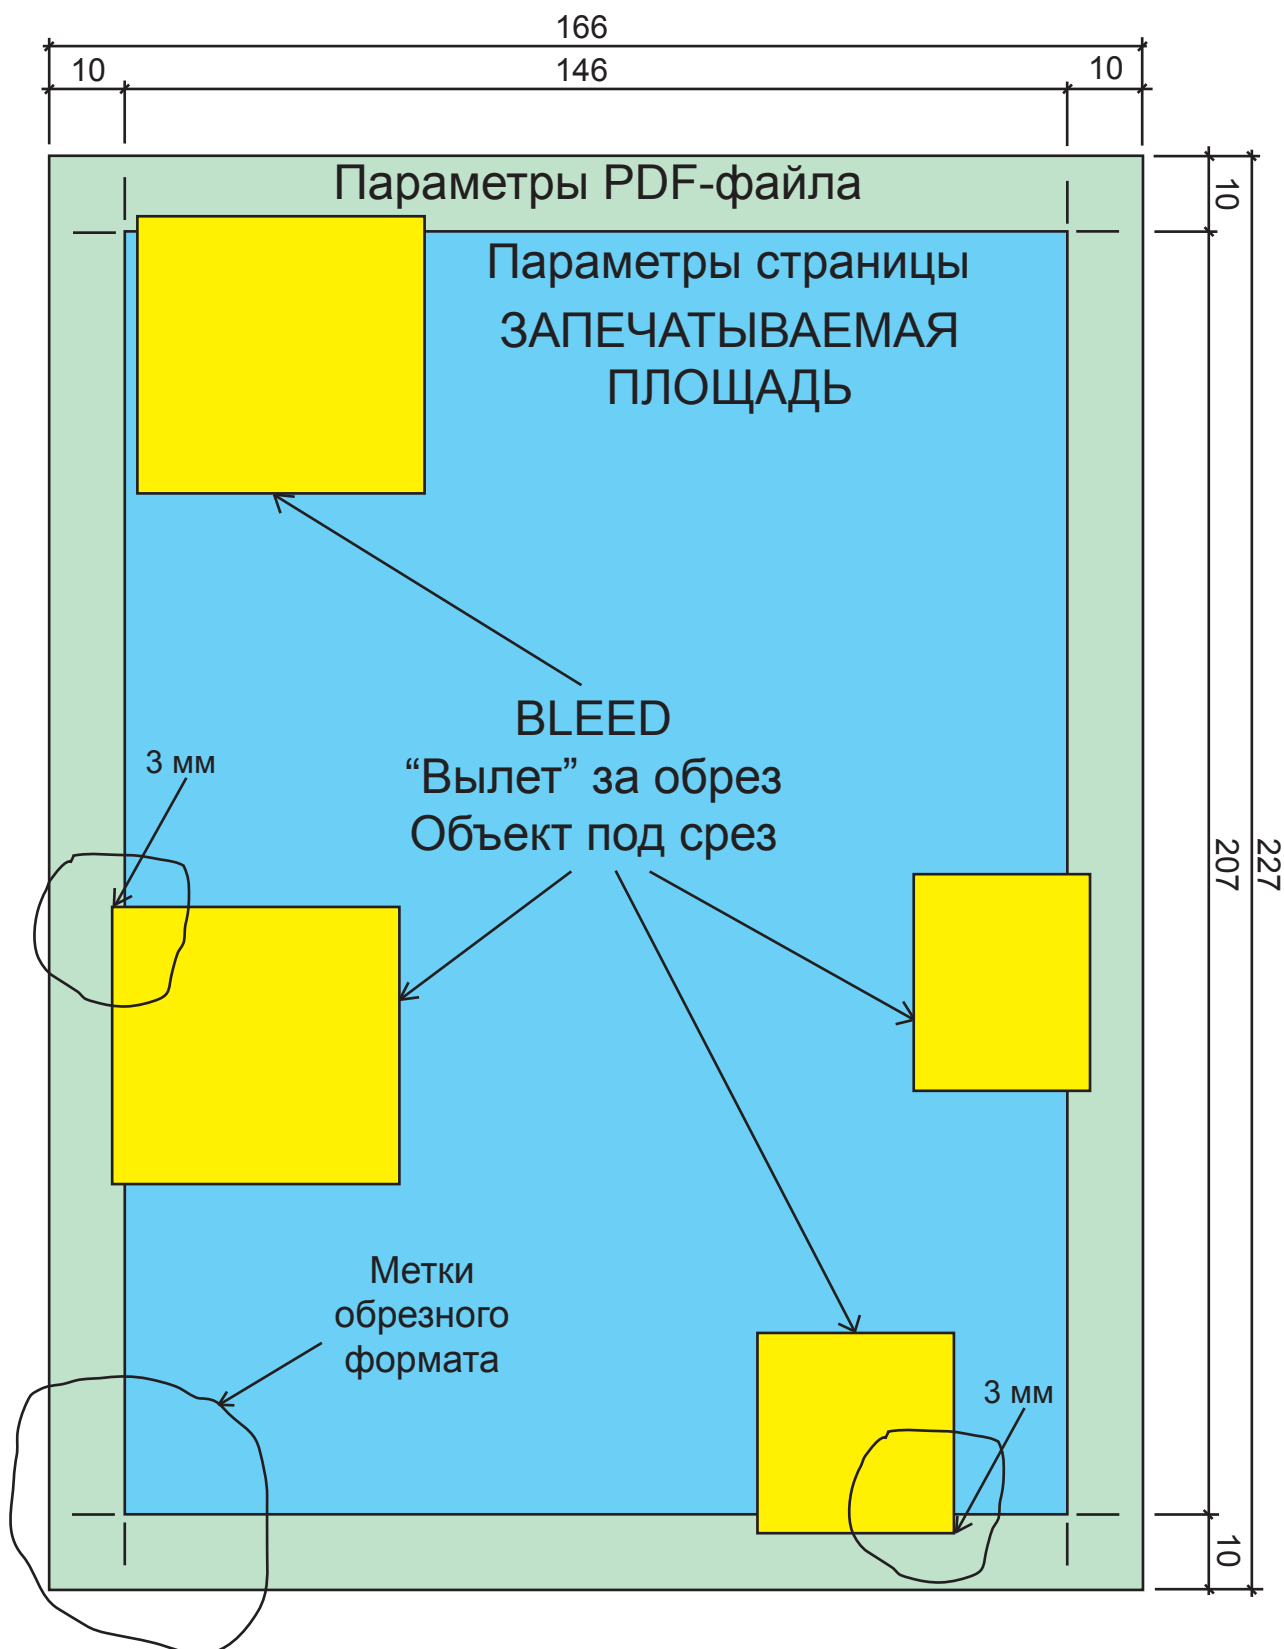 166
10
146
10
Параметры PDF-файла
10
Параметры страницы
ЗАПЕЧАТЫВАЕМАЯ
ПЛОЩАДЬ
BLEED
“Вылет” за обрез
Объект под срез
3 мм
207
227
Метки
обрезного
формата
3 мм
10